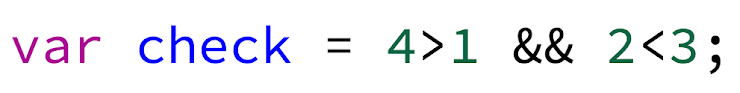 var check = 4>1 && 2<3;